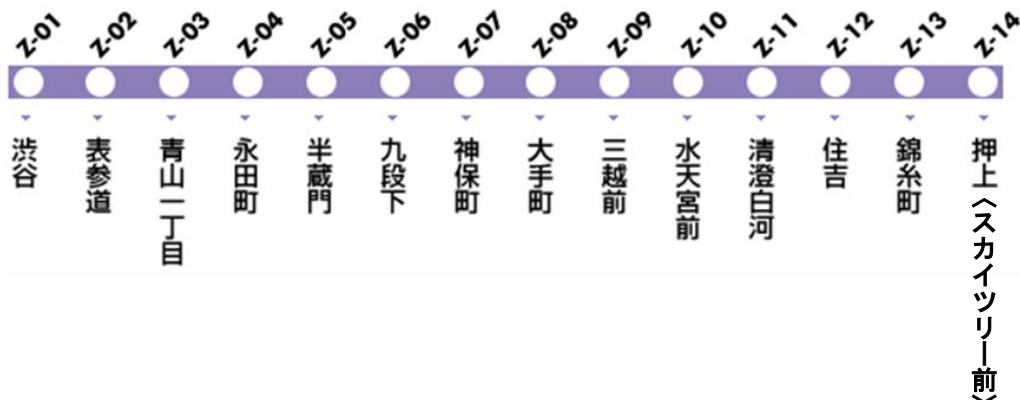 Z-01
Z-02
Z-03
Z-04
Z-05
Z-06
Z-07
Z-08
Z-09
Z-10
Z-11
Z-12
Z-13
Z-14
渋谷
表参道
青山一丁目
永田町
半蔵門
九段下
神保町
大手町
三越前
水天宮前
清澄白河
住吉
錦糸町
押上〈スカイツリー前〉